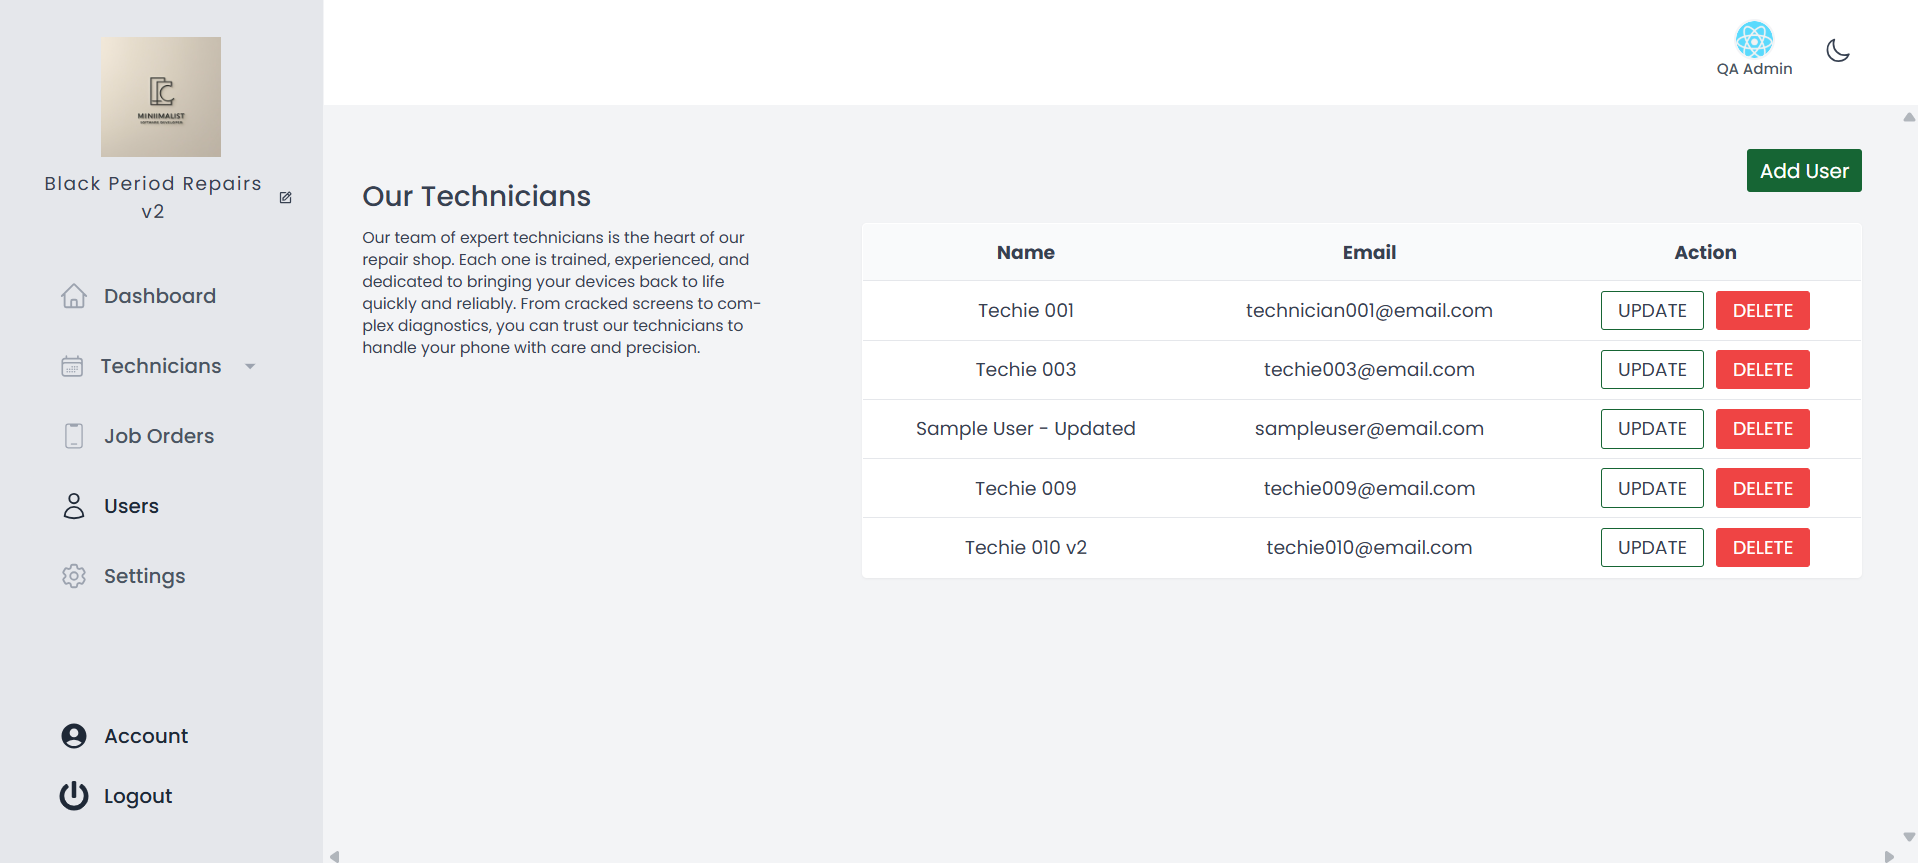 MINIIMALIST
Black Period Repairs
v2
Dashboard
Technicians
Job Orders
Users
Settings
Account
Logout
QA Admin
Add User
Our Technicians
Our team of expert technicians is the heart of our
repair shop. Each one is trained, experienced, and
dedicated to bringing your devices back to life
quickly and reliably. From cracked screens to com-
plex diagnostics, you can trust our technicians to
handle your phone with care and precision.
Name Email Action
Techie 001 technician001@email.com UPDATE DELETE
Techie 003 techie003@email.com UPDATE DELETE
Sample User - Updated sampleuser@email.com UPDATE DELETE
Techie 009 techie009@email.com UPDATE DELETE
Techie 010 v2 techie010@email.com UPDATE DELETE